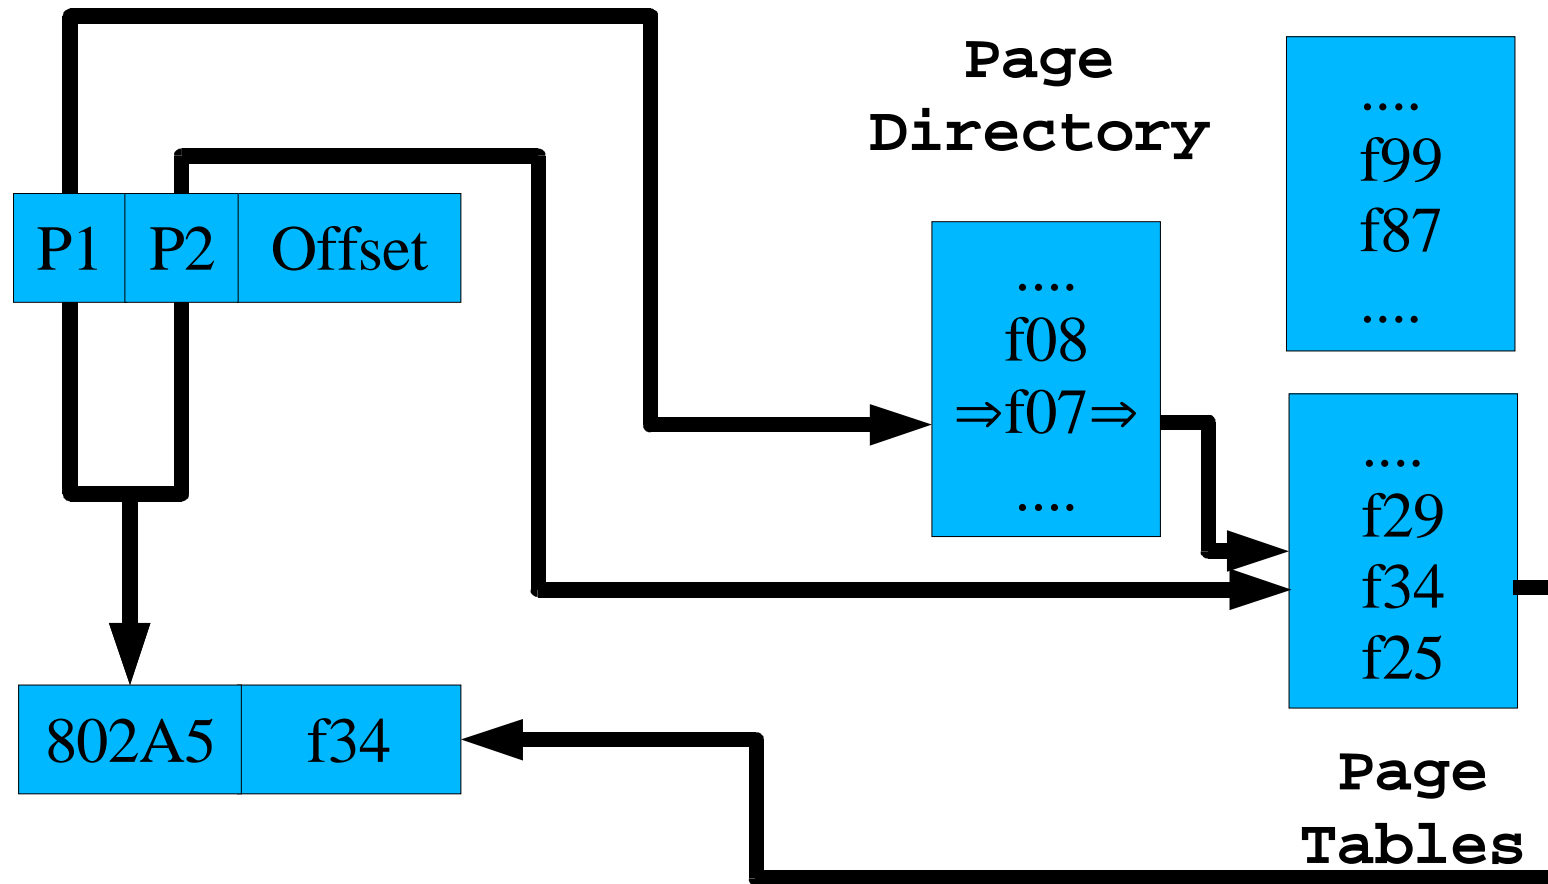 Page
Directory
P1 P2 Offset
....
f08
⇒f07⇒
....
....
f99
f87
....
....
f29
f34
f25
802A5 f34
Page
Tables